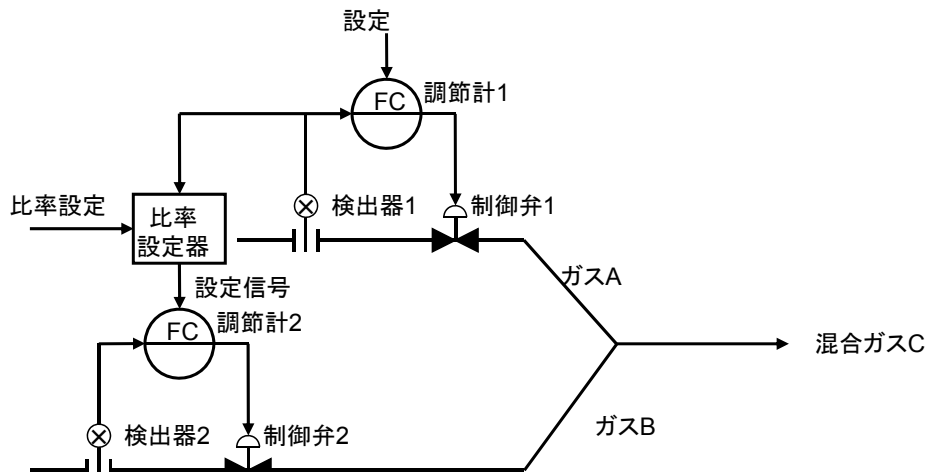 設定
FC
調節計1
検出器1
制御弁1
比率設定
比率
設定器
ガスA
設定信号
FC
調節計2
混合ガスC
検出器2
制御弁2
ガスB